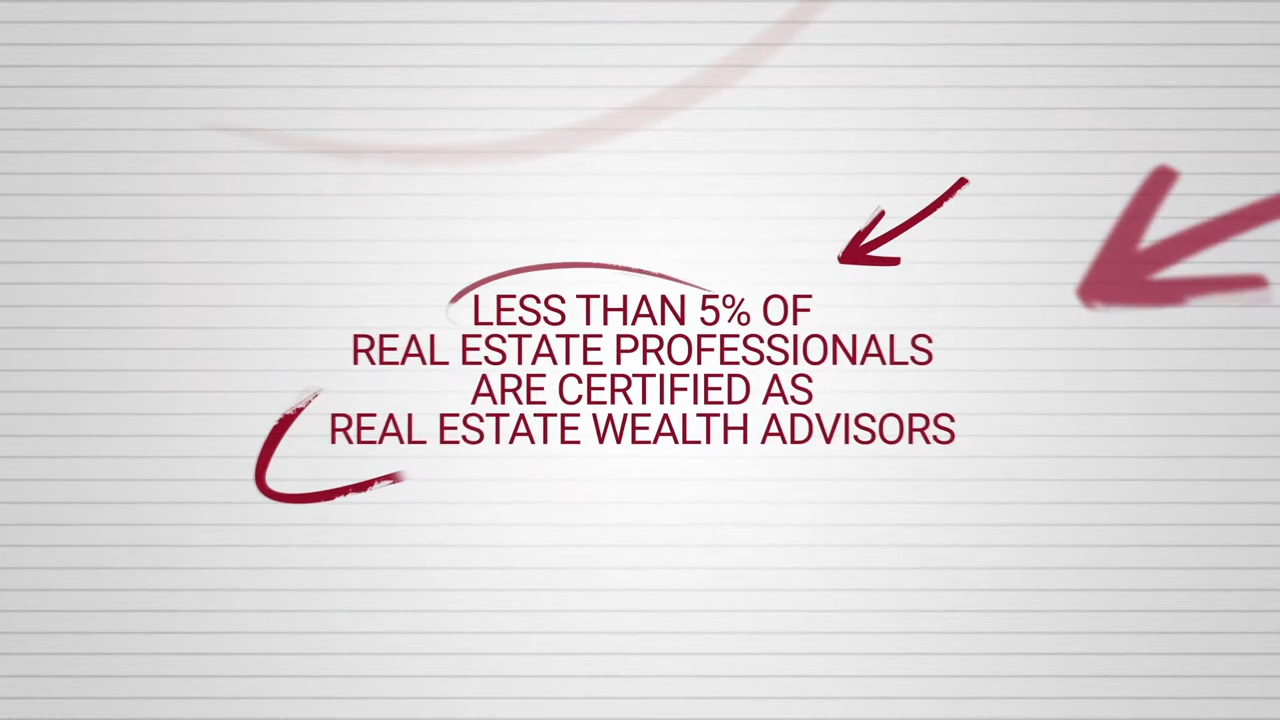 LESS THAN 5% OF
REAL ESTATE PROFESSIONALS
ARE CERTIFIED AS
REAL ESTATE WEALTH ADVISORS